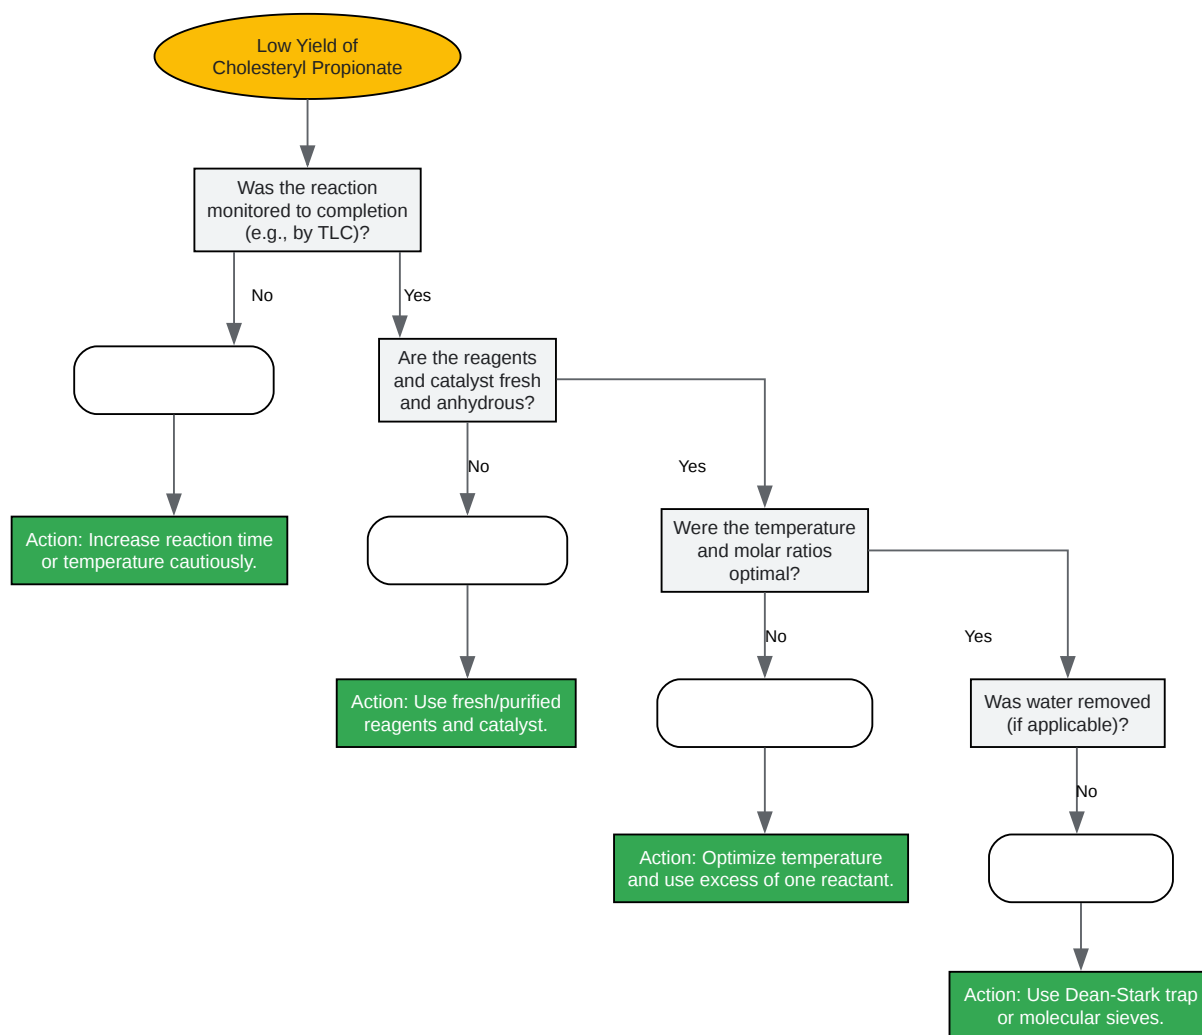 Low Yield of
Cholesteryl Propionate
Was the reaction
monitored to completion
(e.g., by TLC)?
No
Yes
Are the reagents
and catalyst fresh
and anhydrous?
No
Yes
Action: Increase reaction time
or temperature cautiously.
Were the temperature
and molar ratios
optimal?
No
Yes
Action: Use fresh/purified
reagents and catalyst.
Was water removed
(if applicable)?
No
Action: Optimize temperature
and use excess of one reactant.
Action: Use Dean-Stark trap
or molecular sieves.